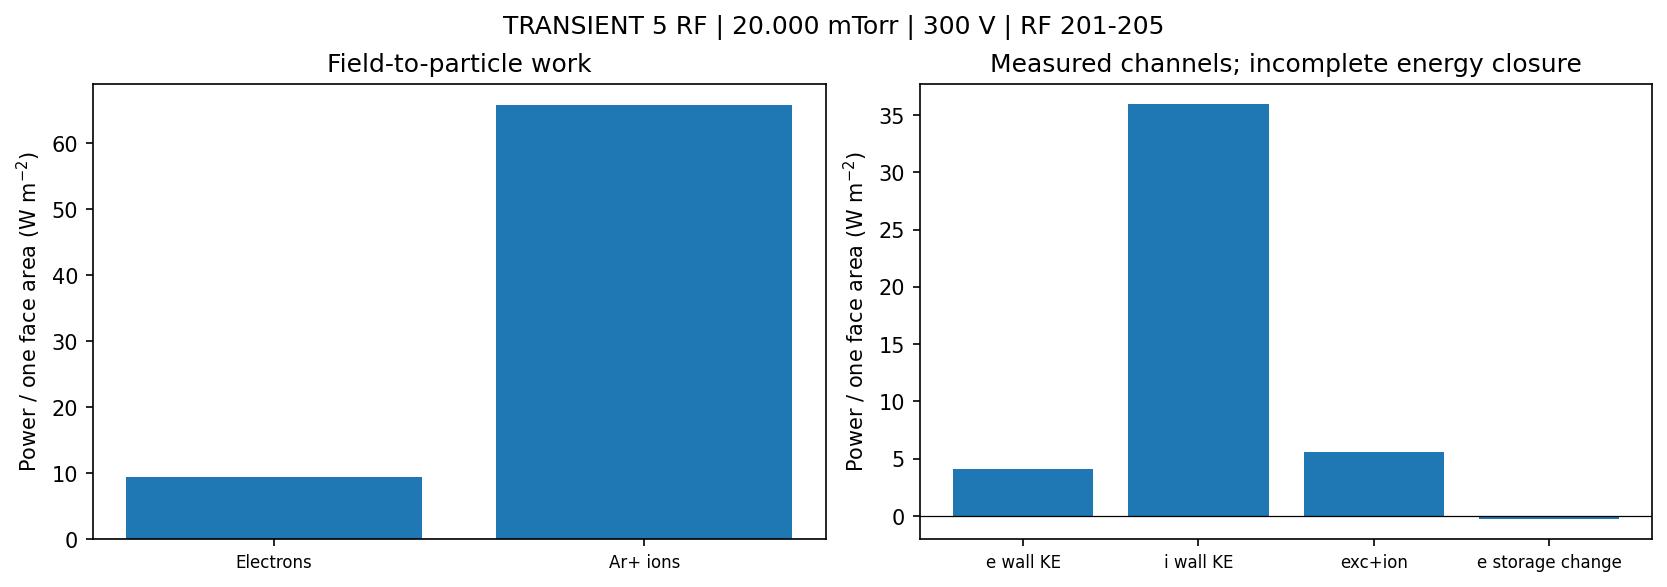 TRANSIENT 5 RF | 20.000 mTorr | 300 V | RF 201-205
Field-to-particle work
Power / one face area (W m⁻²)
60
50
40
30
20
10
0
Electrons
Ar+ ions
Measured channels; incomplete energy closure
Power / one face area (W m⁻²)
35
30
25
20
15
10
5
0
e wall KE
i wall KE
exc+ion
e storage change